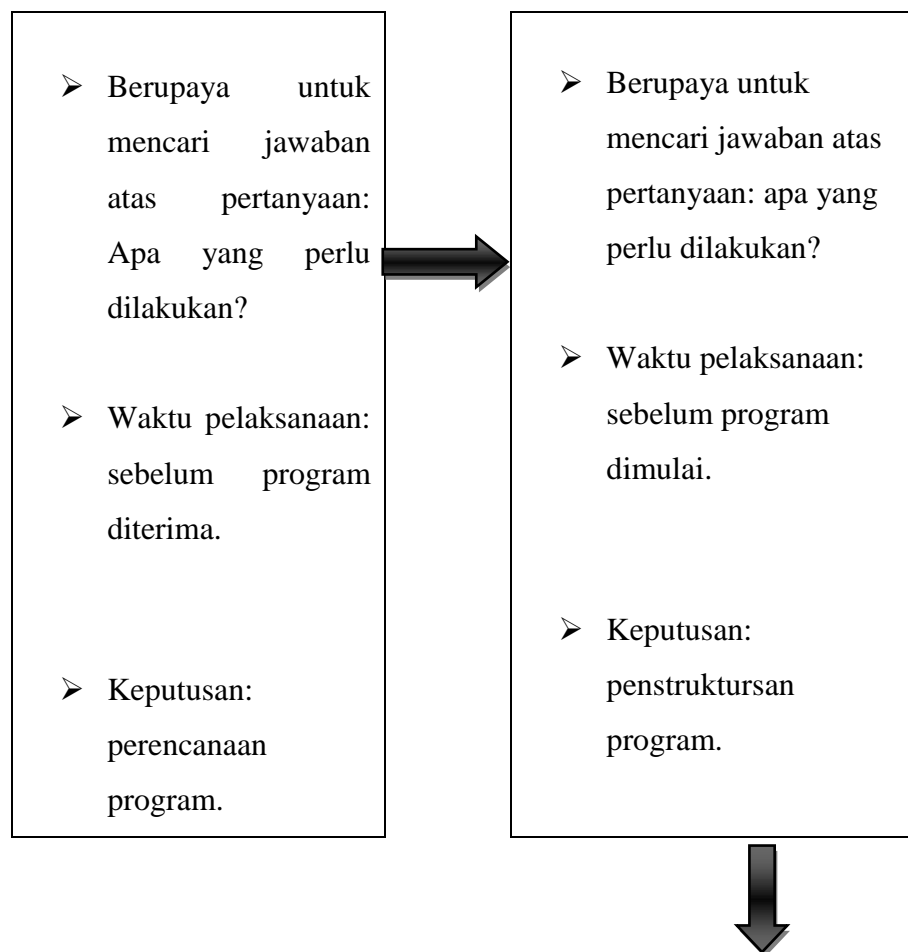 Berupaya untuk
mencari jawaban
atas pertanyaan:
Apa yang perlu
dilakukan?
Waktu pelaksanaan:
sebelum program
diterima.
Keputusan:
perencanaan
program.
Berupaya untuk
mencari jawaban atas
pertanyaan: apa yang
perlu dilakukan?
Waktu pelaksanaan:
sebelum program
dimulai.
Keputusan:
penstruktursan
program.